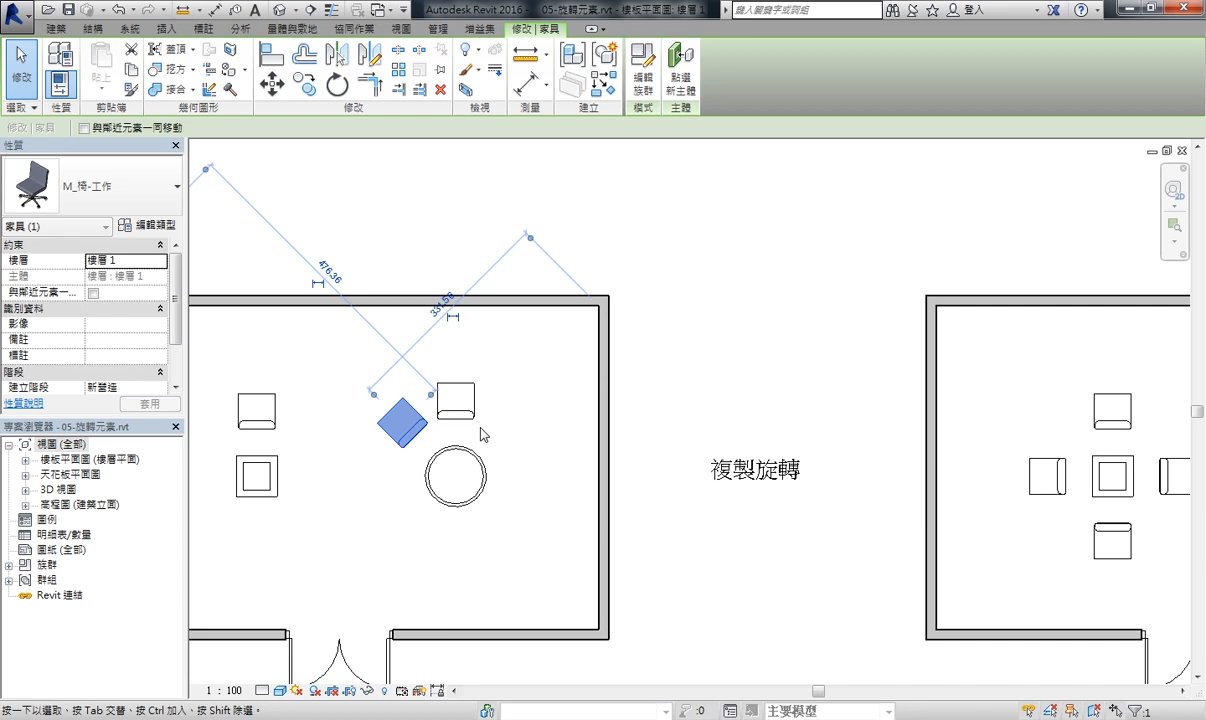 Autodesk Revit 2016 - 05-旋轉元素.rvt - 樓板平面圖: 樓層 1
鍵入關鍵字或詞組
登入
建築 結構 系統 插入 標註 分析 量體與敷地 協同作業 視圖 管理 增益集 修改 | 家具
修改
貼上
蓋頂
挖方
接合
編輯
族群
點選
新主體
選取 性質 剪貼簿 幾何圖形 修改 檢視 測量 建立 模式 主體
修改 | 家具
與鄰近元素一同移動
性質
M_椅-工作
家具 (1)
編輯類型
約束
樓層 樓層 1
主體 樓層 : 樓層 1
與鄰近元素一...
識別資料
影像
備註
標註
階段
建立階段 新營造
性質說明
套用
專案瀏覽器 - 05-旋轉元素.rvt
視圖 (全部)
樓板平面圖 (樓層平面)
天花板平面圖
3D 視圖
高程圖 (建築立面)
圖例
明細表/數量
圖紙 (全部)
族群
群組
Revit 連結
476.36
331.56
複製旋轉
2D
1 : 100
按一下以選取、按 Tab 交替、按 Ctrl 加入、按 Shift 除選。
:0
主要模型
:1